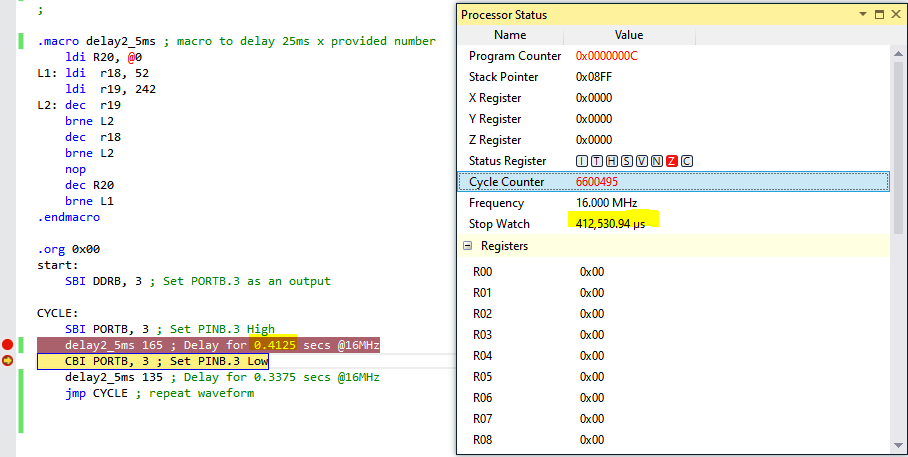 ;
.macro delay2_5ms ; macro to delay 25ms x provided number
ldi R20, @0
L1: ldi r18, 52
ldi r19, 242
L2: dec r19
brne L2
dec r18
brne L2
nop
dec R20
brne L1
.endmacro
.org 0x00
start:
SBI DDRB, 3 ; Set PORTB.3 as an output
CYCLE:
SBI PORTB, 3 ; Set PINB.3 High
delay2_5ms 165 ; Delay for 0.4125 secs @16MHz
CBI PORTB, 3 ; Set PINB.3 Low
delay2_5ms 135 ; Delay for 0.3375 secs @16MHz
jmp CYCLE ; repeat waveform
Processor Status
Name Value
Program Counter 0x0000000C
Stack Pointer 0x08FF
X Register 0x0000
Y Register 0x0000
Z Register 0x0000
Status Register I T H S V N Z C
Cycle Counter 6600495
Frequency 16.000 MHz
Stop Watch 412,530.94 µs
Registers
R00 0x00
R01 0x00
R02 0x00
R03 0x00
R04 0x00
R05 0x00
R06 0x00
R07 0x00
R08 0x00